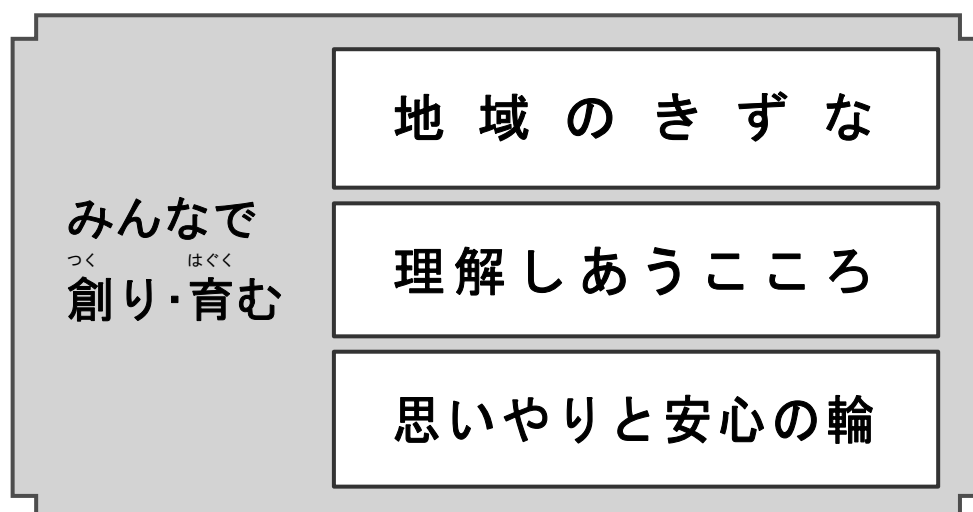 みんなで
つく はぐく
創り・育む
地域のきずな
理解しあうこころ
思いやりと安心の輪